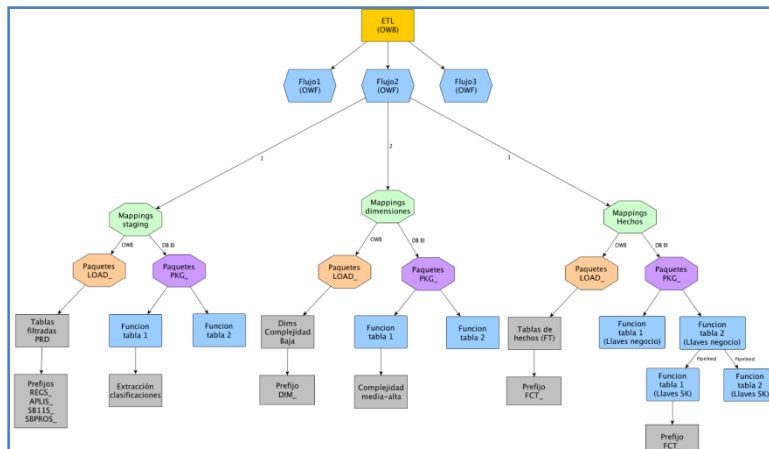 ETL
(OWB)
Flujo1
(OWF)
Flujo2
(OWF)
Flujo3
(OWF)
1
2
3
Mappings
staging
Mappings
dimensiones
Mappings
Hechos
OWB
DB BI
OWB
DB BI
OWB
DB BI
Paquetes
LOAD_
Paquetes
PKG_
Paquetes
LOAD_
Paquetes
PKG_
Paquetes
LOAD_
Paquetes
PKG_
Tablas
filtradas
PRD
Funcion
tabla 1
Funcion
tabla 2
Dims
Complejidad
Baja
Funcion
tabla 1
Funcion
tabla 2
Tablas de
hechos (FT)
Funcion tabla
1
(Llaves negocio)
Funcion tabla
2
(Llaves negocio)
Pipelined
Pipelined
Prefijos
REGS_
APLIS_
SB115_
SBPROS_
Extracción
clasificaciones
Prefijo
DIM_
Complejidad
media-alta
Prefijo
FCT_
Funcion
tabla 1
(Llaves SK)
Funcion
tabla 2
(Llaves SK)
Prefijo
FCT_